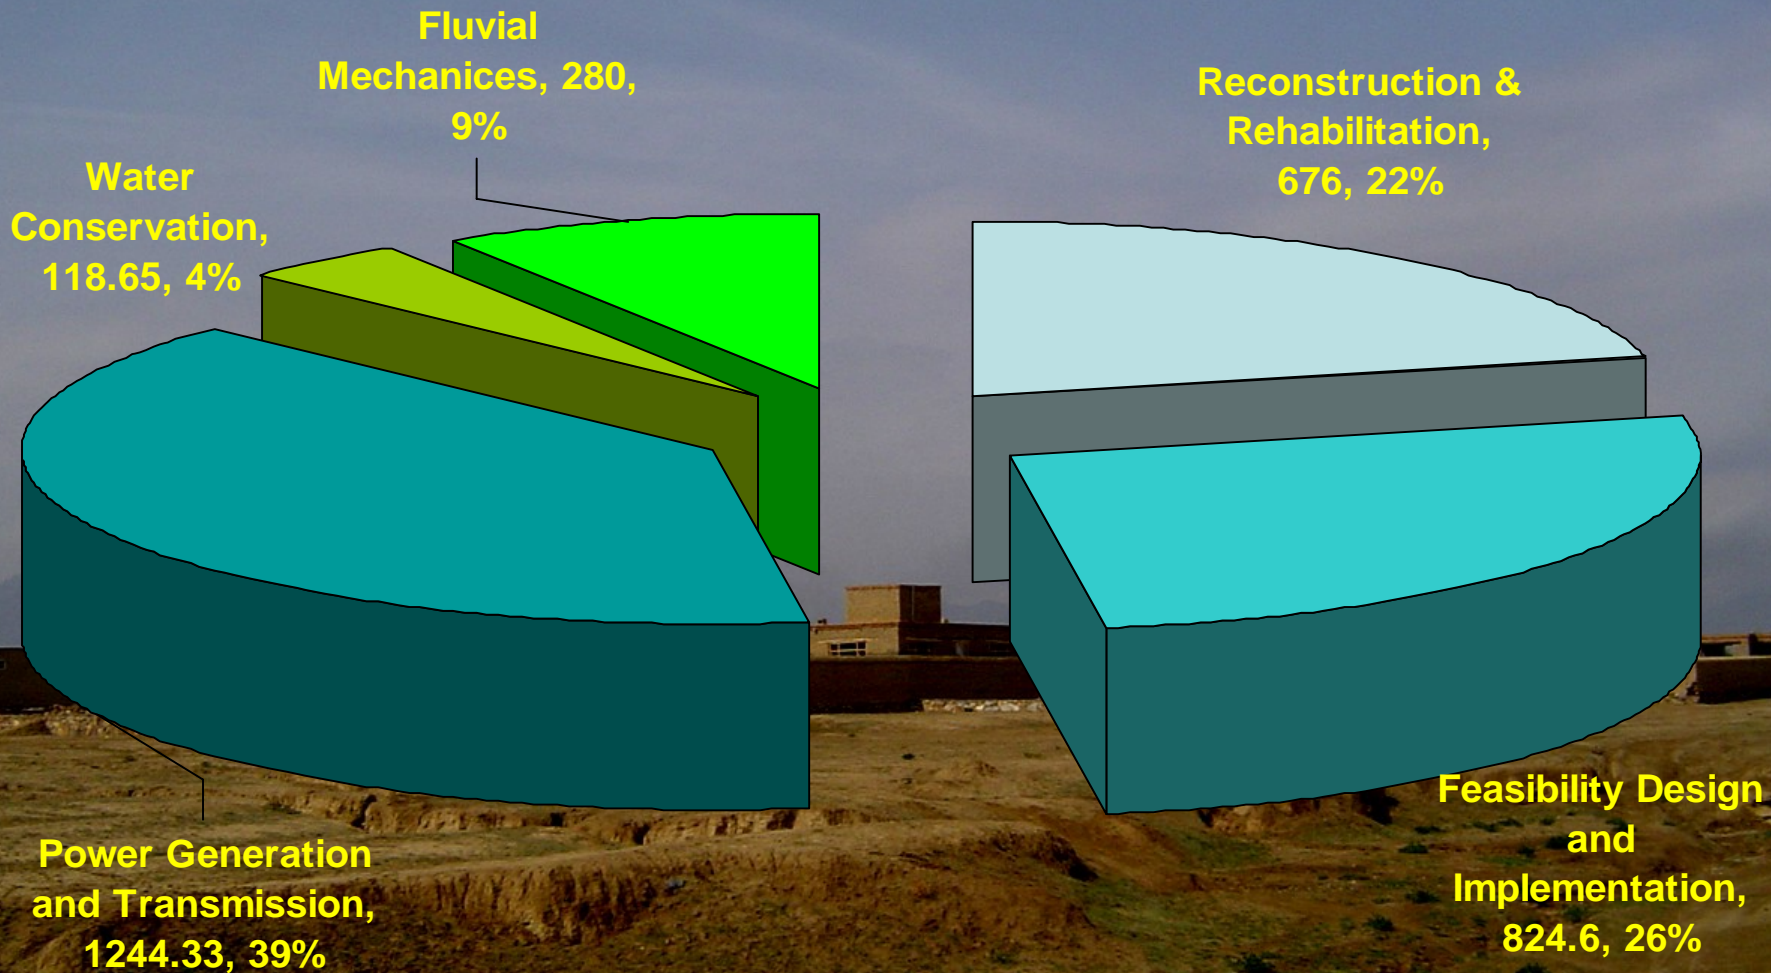 Fluvial
Mechanices, 280,
9%
Reconstruction &
Rehabilitation,
676, 22%
Water
Conservation,
118.65, 4%
Feasibility Design
and
Implementation,
824.6, 26%
Power Generation
and Transmission,
1244.33, 39%